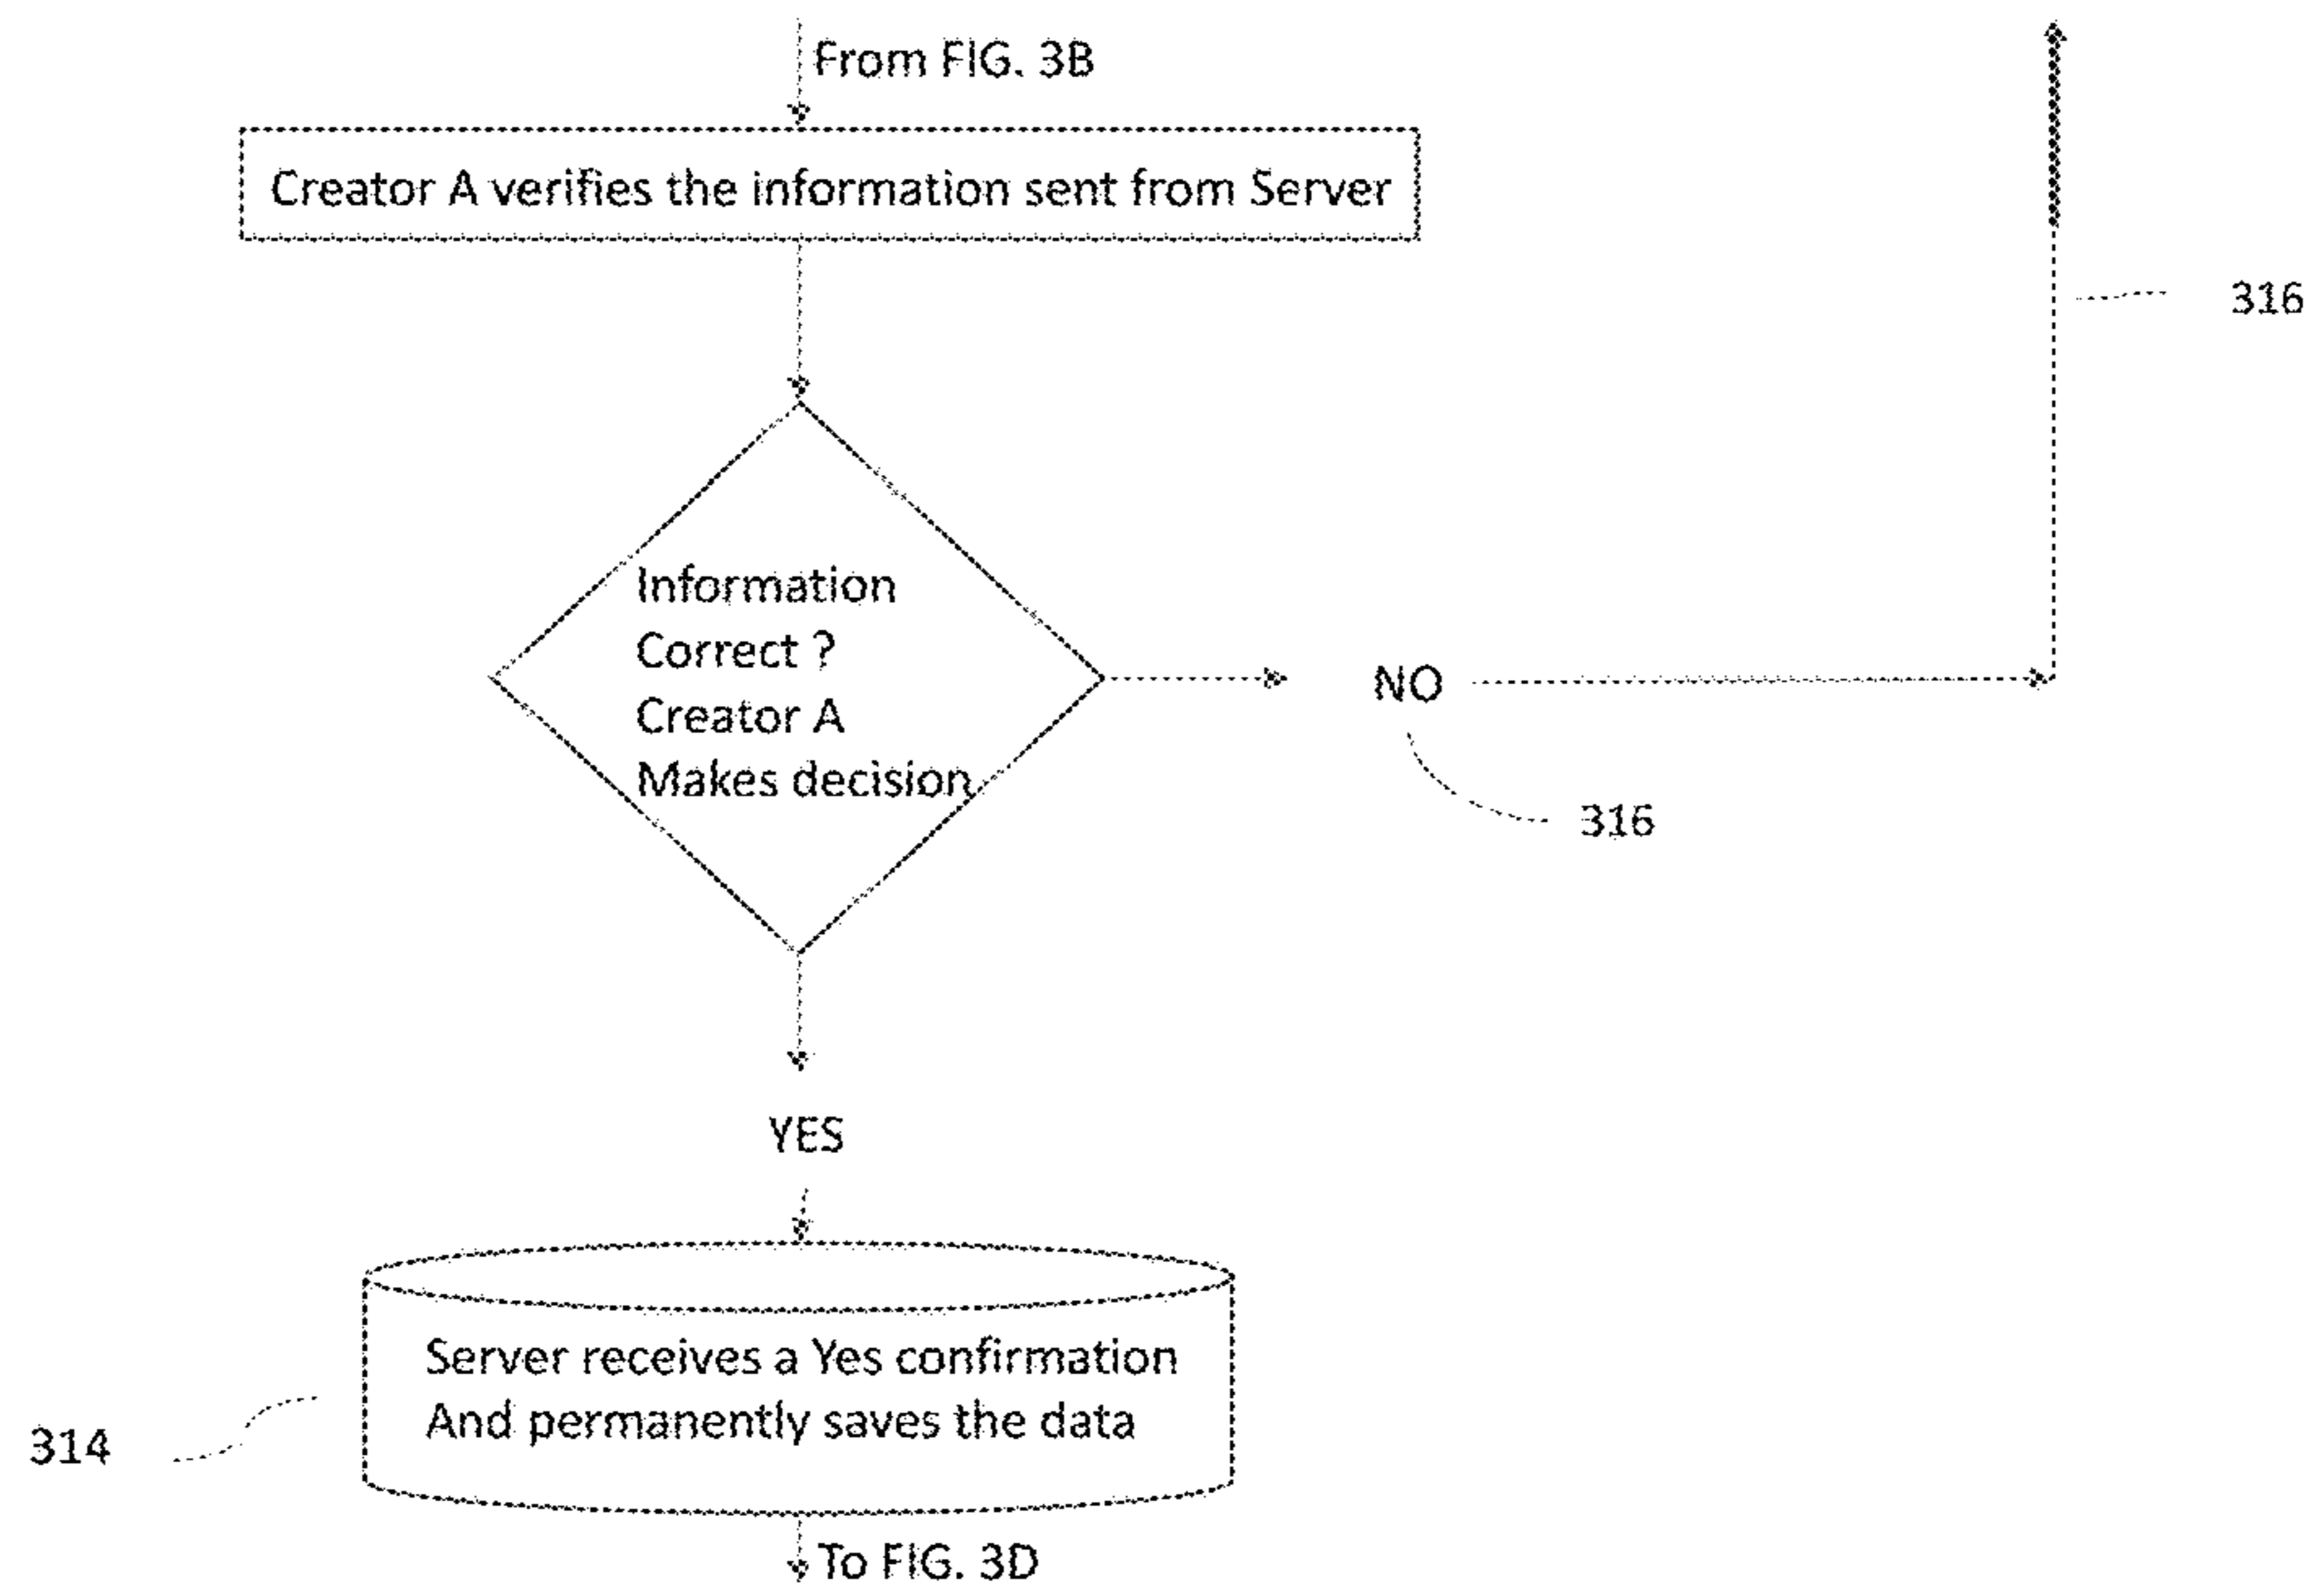 From FIG. 3B
Creator A verifies the information sent from Server
316
Information
Correct ?
Creator A
Makes decision
NO
316
YES
Server receives a Yes confirmation
And permanently saves the data
314
To FIG. 3D